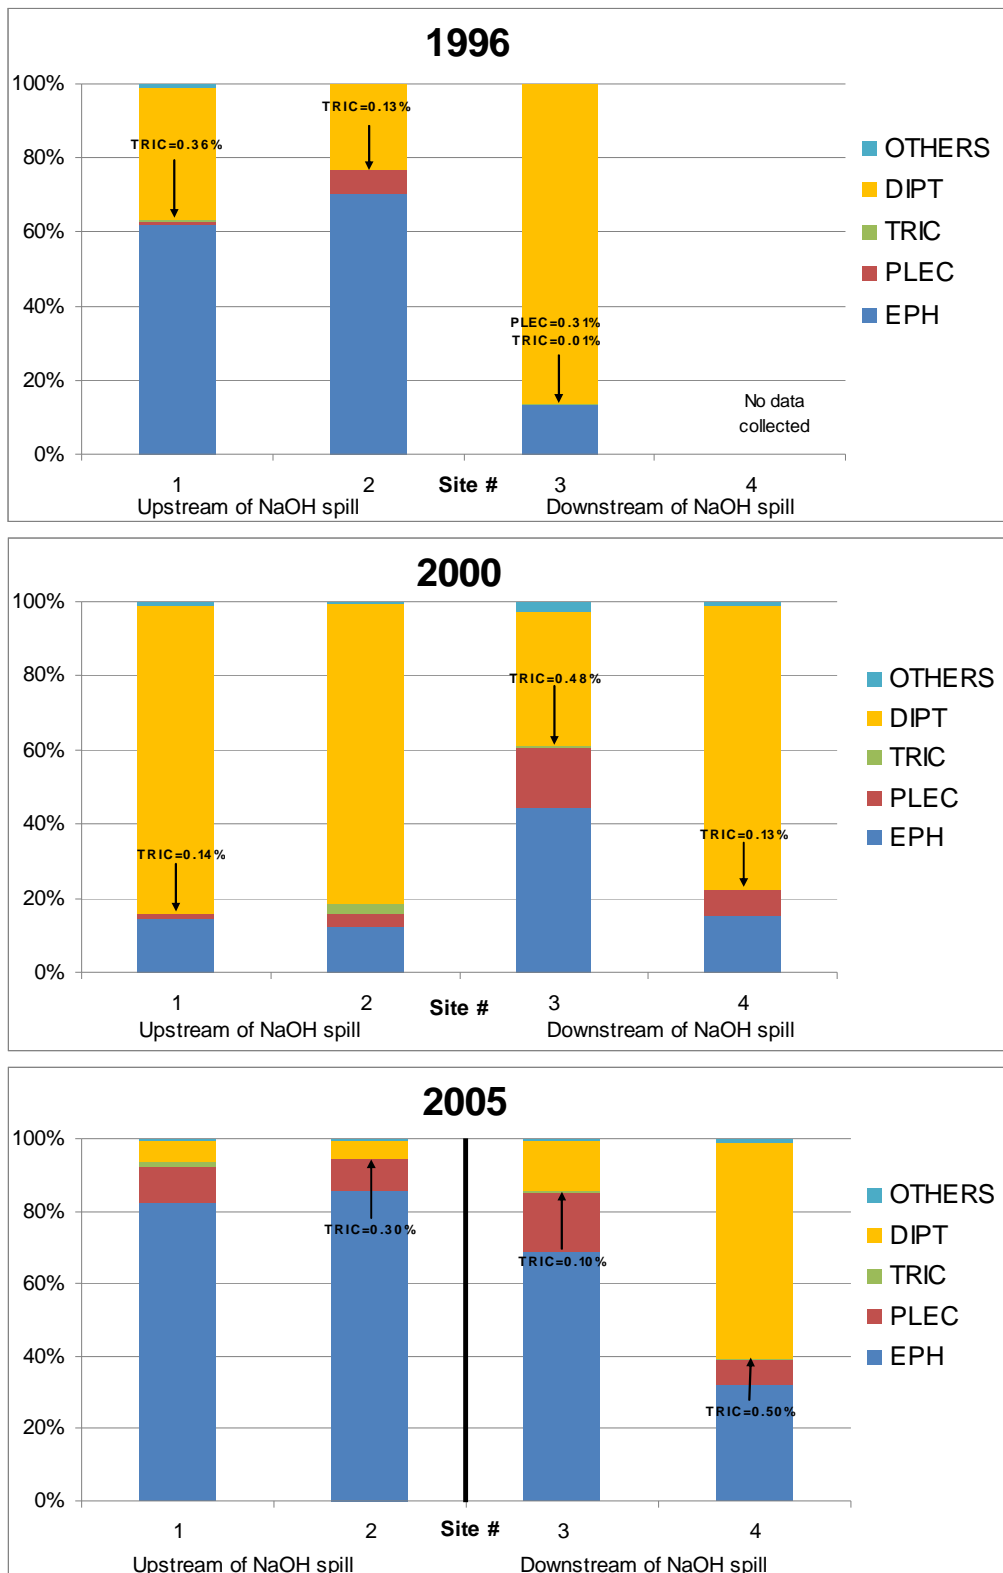 1996
100%
80%
60%
40%
20%
0%
TRIC=0.36%
TRIC=0.13%
PLEC=0.31%
TRIC=0.01%
No data
collected
OTHERS
DIPT
TRIC
PLEC
EPH
1 2 Site # 3 4
Upstream of NaOH spill Downstream of NaOH spill
2000
100%
80%
60%
40%
20%
0%
TRIC=0.14%
TRIC=0.48%
TRIC=0.13%
OTHERS
DIPT
TRIC
PLEC
EPH
1 2 Site # 3 4
Upstream of NaOH spill Downstream of NaOH spill
2005
100%
80%
60%
40%
20%
0%
TRIC=0.30%
TRIC=0.10%
TRIC=0.50%
OTHERS
DIPT
TRIC
PLEC
EPH
1 2 Site # 3 4
Upstream of NaOH spill Downstream of NaOH spill